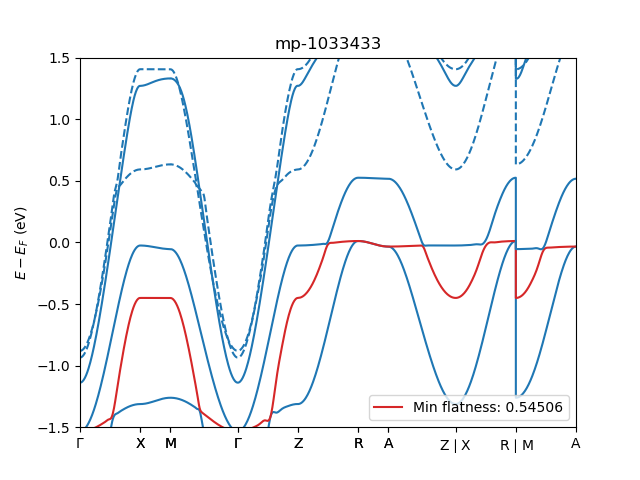 mp-1033433
E − E_F (eV)
1.5
1.0
0.5
0.0
−0.5
−1.0
−1.5
Min flatness: 0.54506
Γ X M Γ Z R A Z | X R | M A